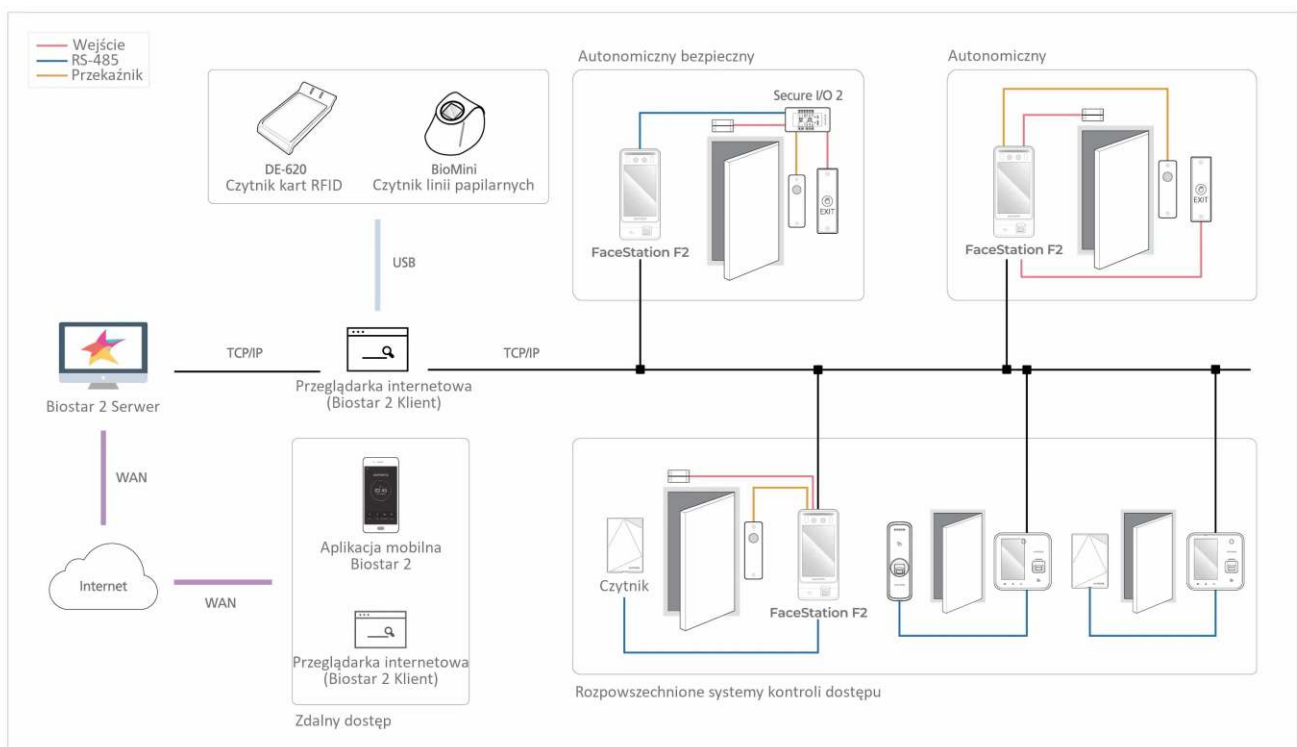 Wejście
RS-485
Przekaźnik
DE-620
Czytnik kart RFID
BioMini
Czytnik linii papilarnych
USB
Autonomiczny bezpieczny
Secure I/O 2
EXIT
FaceStation F2
Autonomiczny
EXIT
FaceStation F2
Biostar 2 Serwer
TCP/IP
Przeglądarka internetowa
(Biostar 2 Klient)
TCP/IP
WAN
Internet
WAN
Aplikacja mobilna
Biostar 2
Przeglądarka internetowa
(Biostar 2 Klient)
Zdalny dostęp
Czytnik
FaceStation F2
Rozpowszechnione systemy kontroli dostępu